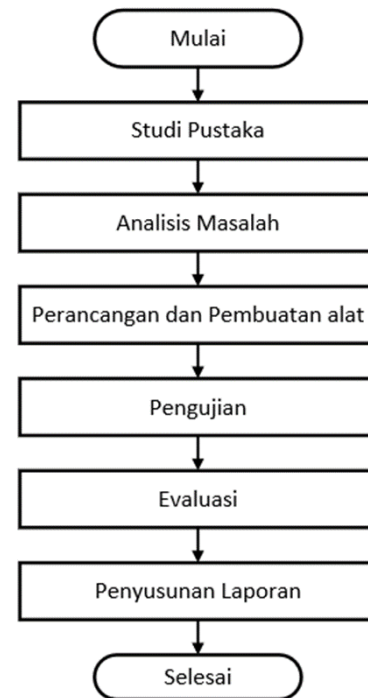 Mulai
Studi Pustaka
Analisis Masalah
Perancangan dan Pembuatan alat
Pengujian
Evaluasi
Penyusunan Laporan
Selesai